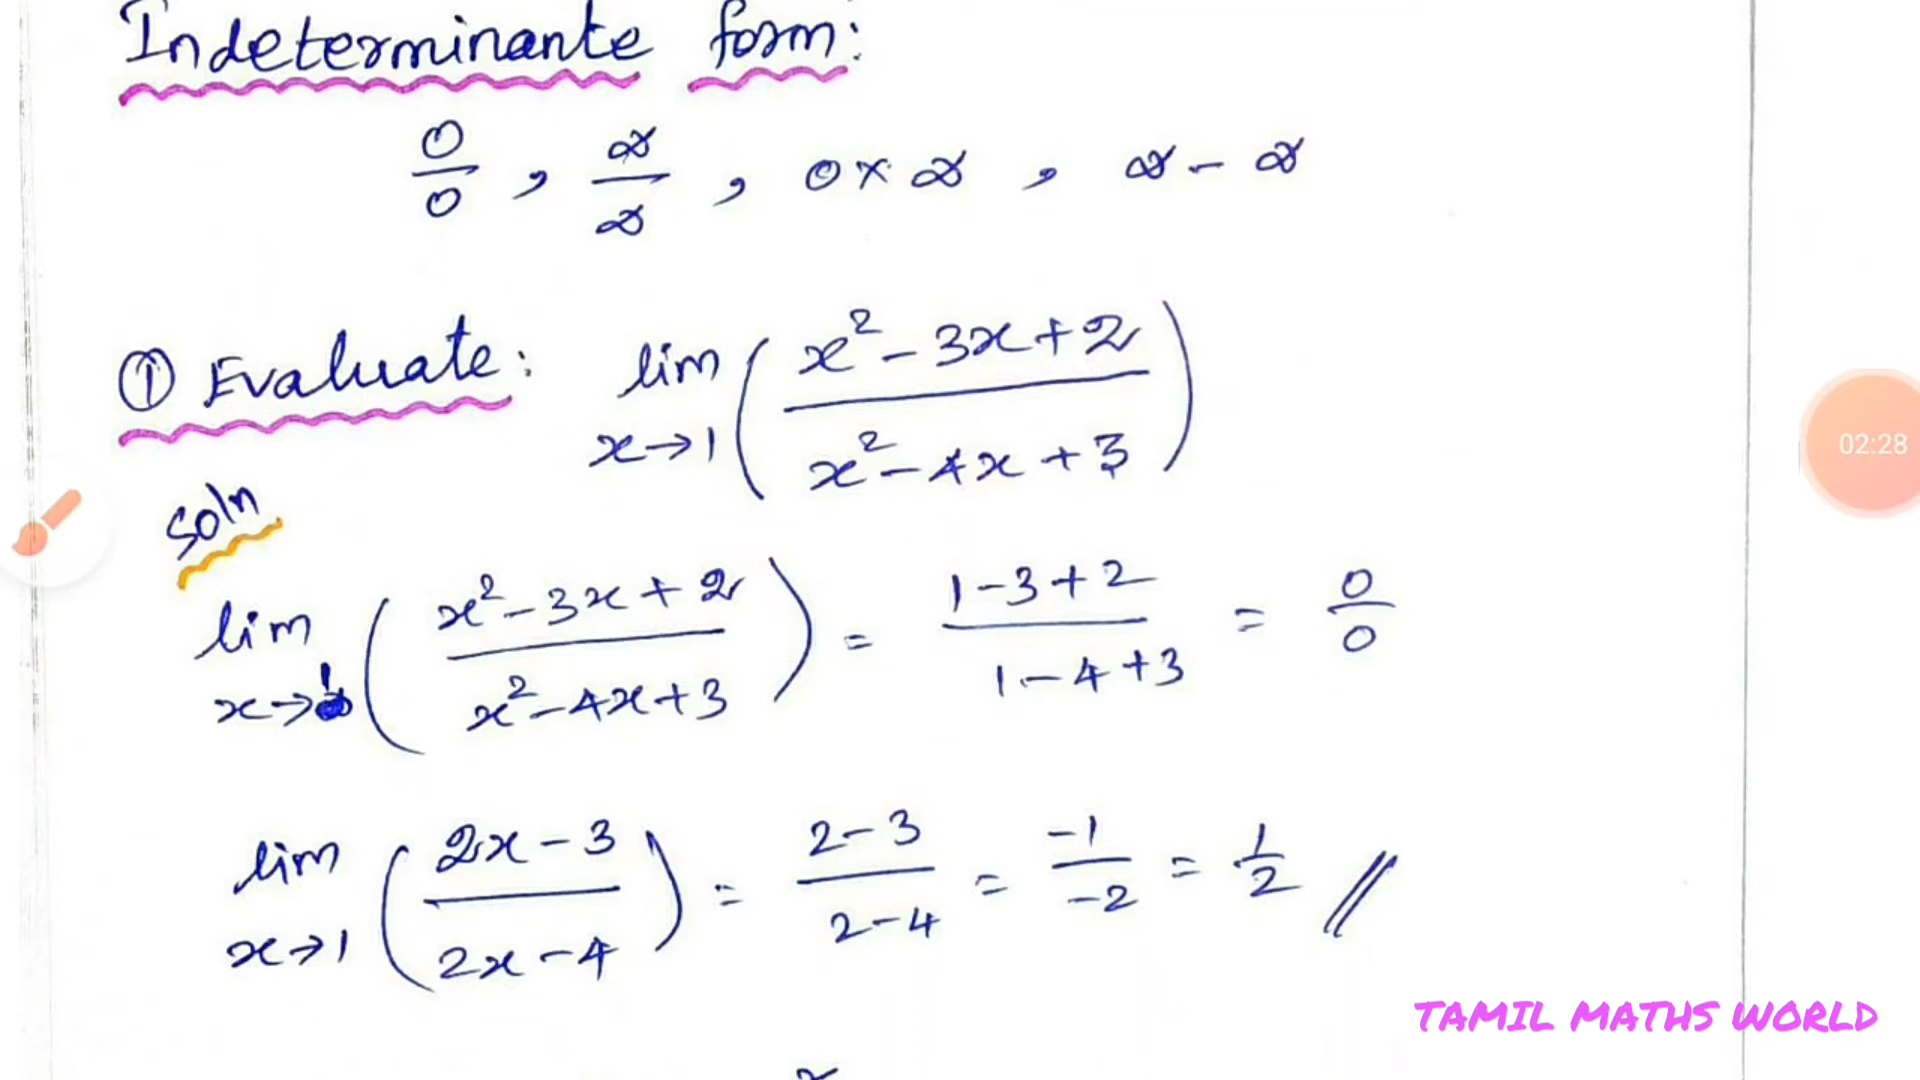 Indeterminante form:
0/0 , ∞/∞ , 0 × ∞ , ∞ - ∞
① Evaluate: lim x→1 ( x² - 3x + 2 / x² - 4x + 3 )
Soln
lim x→1 ( x² - 3x + 2 / x² - 4x + 3 ) = 1 - 3 + 2 / 1 - 4 + 3 = 0/0
lim x→1 ( 2x - 3 / 2x - 4 ) = 2 - 3 / 2 - 4 = -1/-2 = 1/2 //
02:28
TAMIL MATHS WORLD